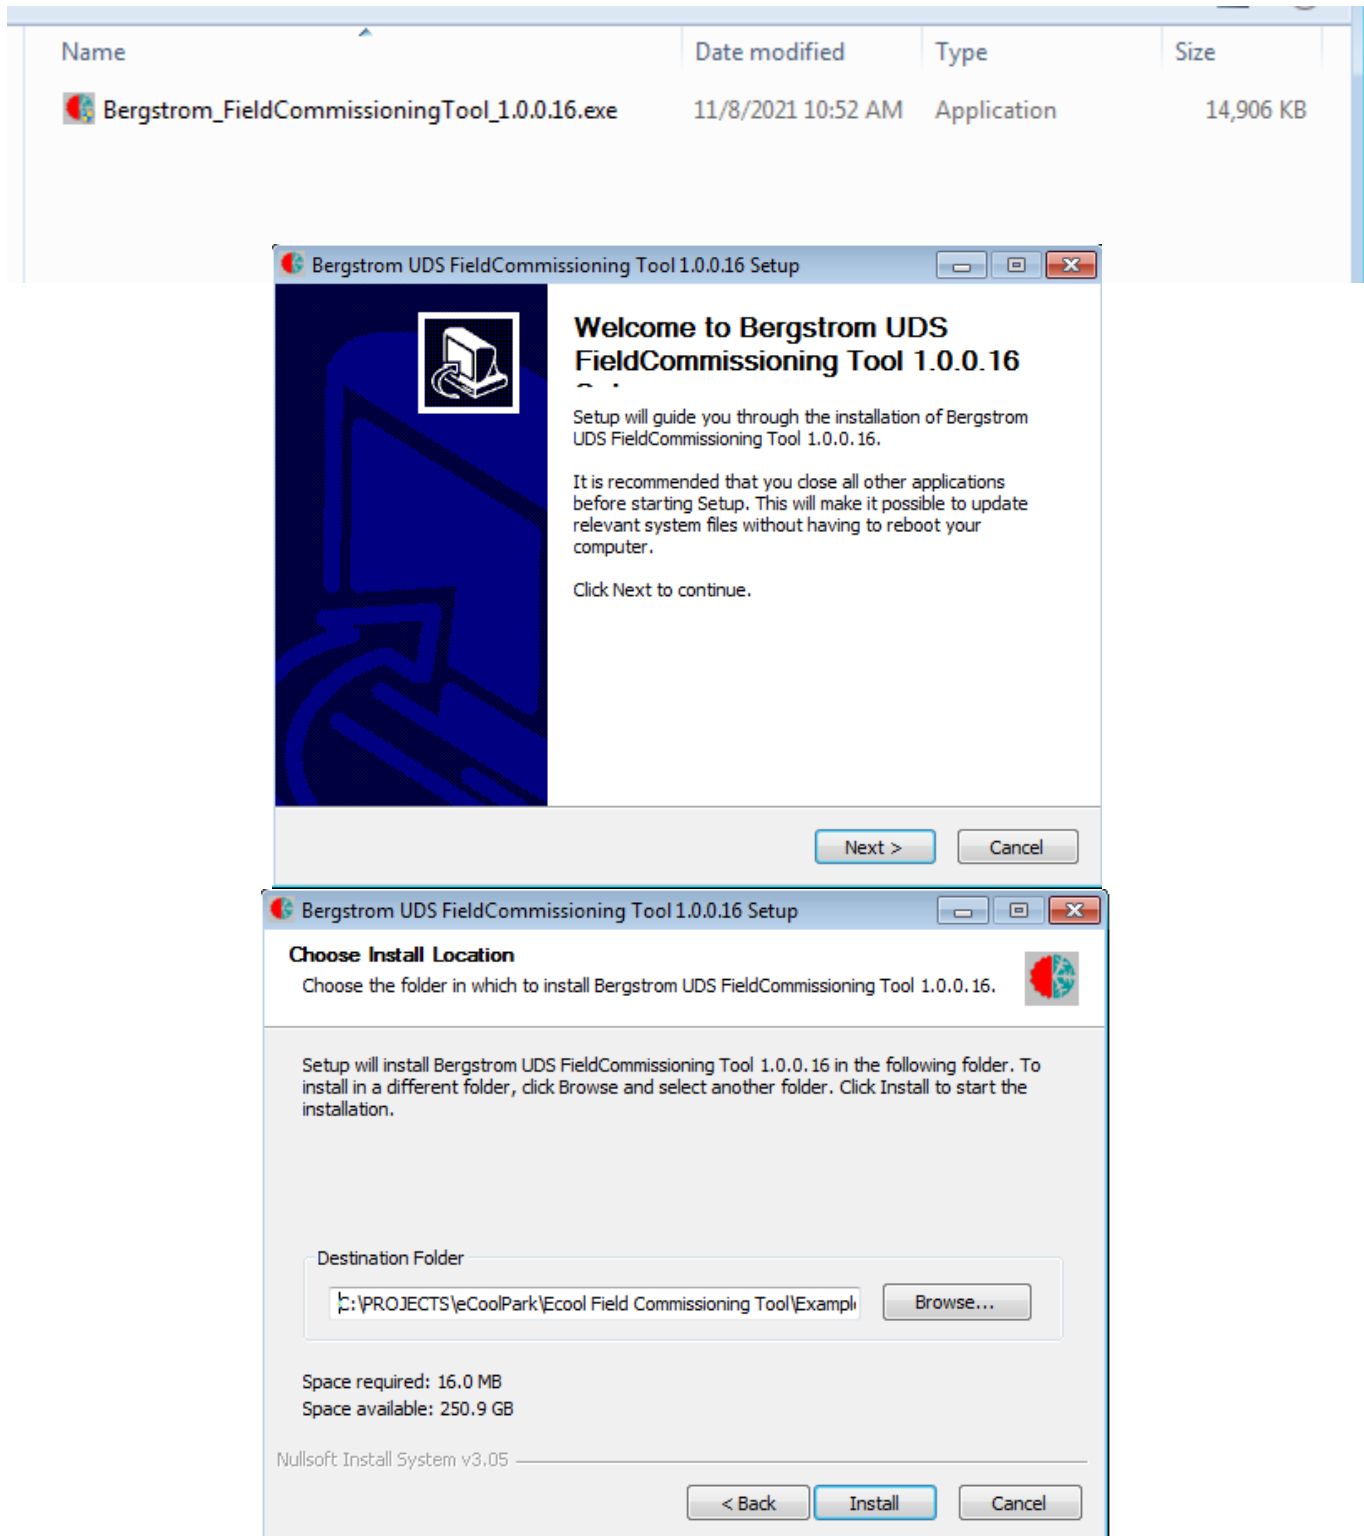 Name Date modified Type Size
Bergstrom_FieldCommissioningTool_1.0.0.16.exe 11/8/2021 10:52 AM Application 14,906 KB
Bergstrom UDS FieldCommissioning Tool 1.0.0.16 Setup
Welcome to Bergstrom UDS
FieldCommissioning Tool 1.0.0.16
Setup will guide you through the installation of Bergstrom
UDS FieldCommissioning Tool 1.0.0.16.
It is recommended that you close all other applications
before starting Setup. This will make it possible to update
relevant system files without having to reboot your
computer.
Click Next to continue.
Next > Cancel
Bergstrom UDS FieldCommissioning Tool 1.0.0.16 Setup
Choose Install Location
Choose the folder in which to install Bergstrom UDS FieldCommissioning Tool 1.0.0.16.
Setup will install Bergstrom UDS FieldCommissioning Tool 1.0.0.16 in the following folder. To
install in a different folder, click Browse and select another folder. Click Install to start the
installation.
Destination Folder
C:\PROJECTS\eCoolPark\Ecool Field Commissioning Tool\Exampl
Browse...
Space required: 16.0 MB
Space available: 250.9 GB
Nullsoft Install System v3.05
< Back Install Cancel